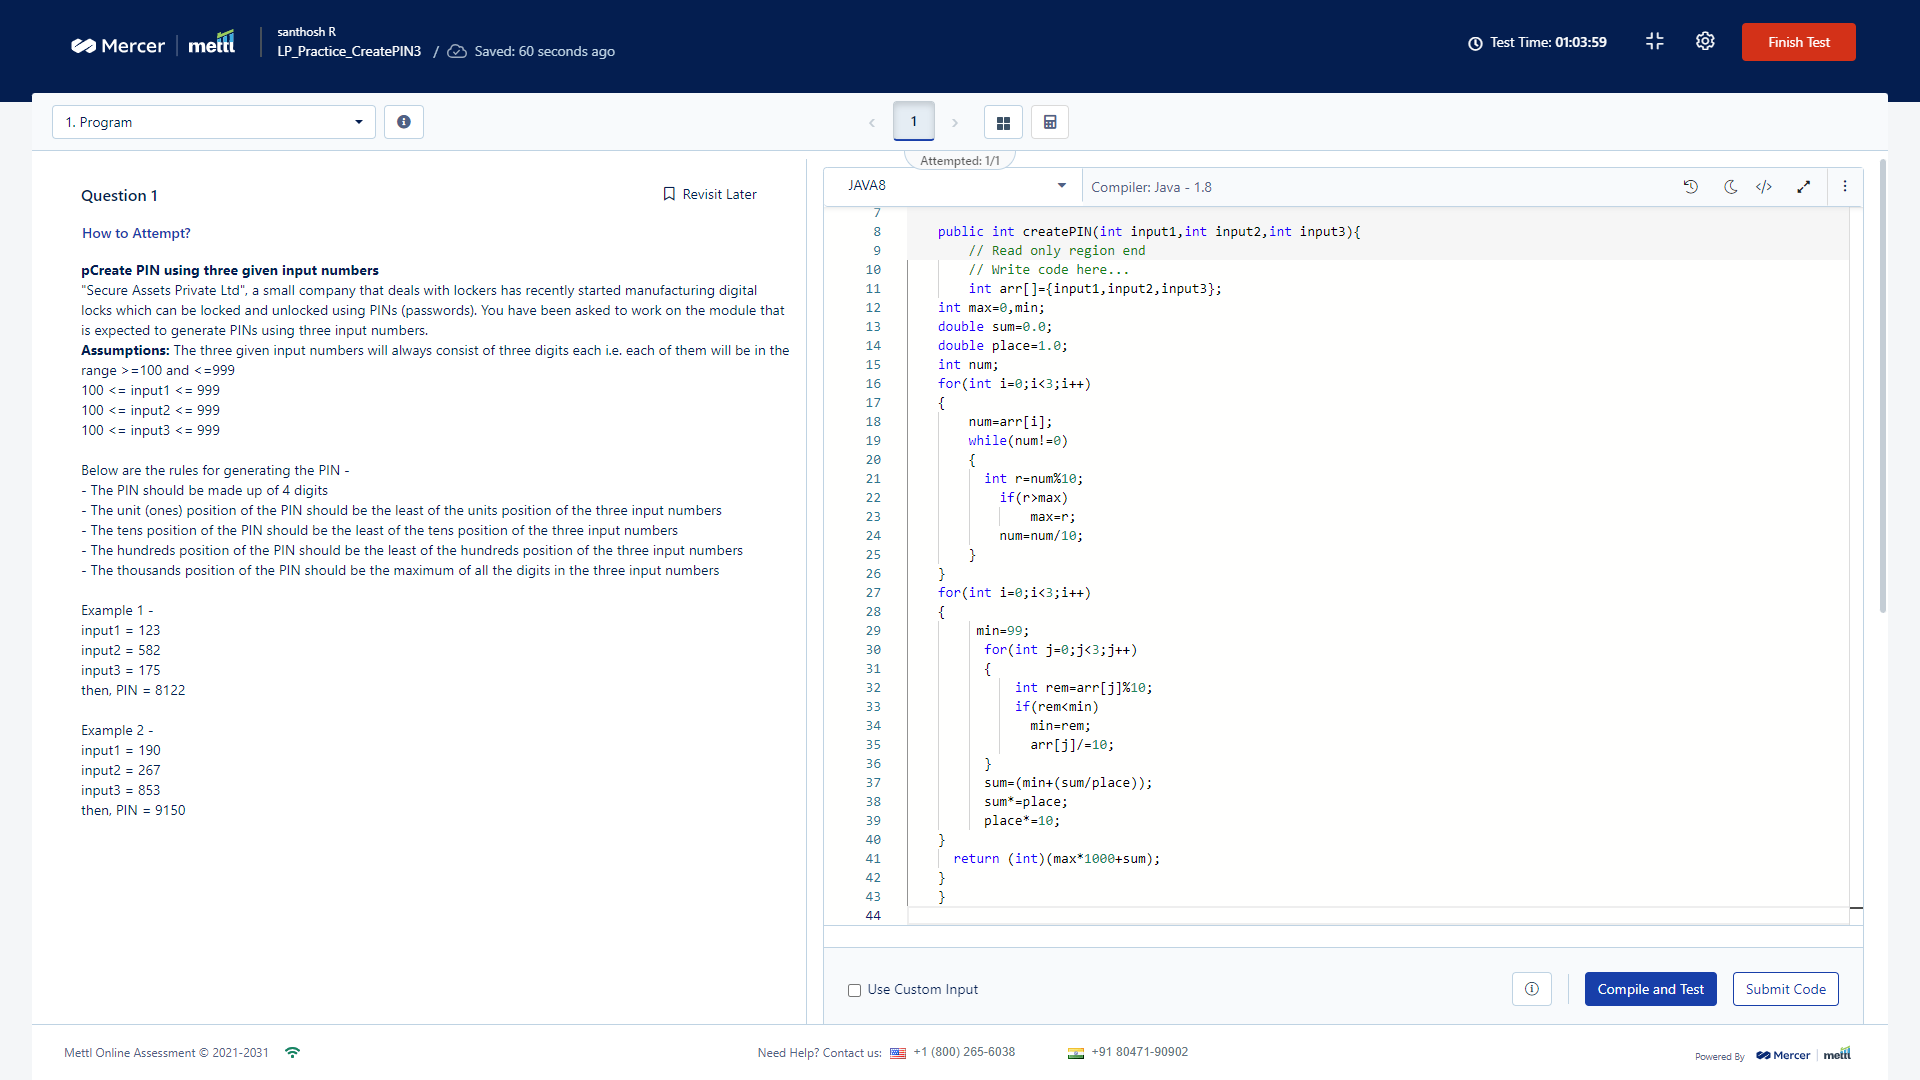 Mercer
mettl
santhosh R
LP_Practice_CreatePIN3 / Saved: 60 seconds ago
Test Time: 01:03:59
Finish Test
1. Program
1
Attempted: 1/1
Question 1
Revisit Later
How to Attempt?
pCreate PIN using three given input numbers
"Secure Assets Private Ltd", a small company that deals with lockers has recently started manufacturing digital
locks which can be locked and unlocked using PINs (passwords). You have been asked to work on the module that
is expected to generate PINs using three input numbers.
Assumptions: The three given input numbers will always consist of three digits each i.e. each of them will be in the
range >=100 and <=999
100 <= input1 <= 999
100 <= input2 <= 999
100 <= input3 <= 999
Below are the rules for generating the PIN -
- The PIN should be made up of 4 digits
- The unit (ones) position of the PIN should be the least of the units position of the three input numbers
- The tens position of the PIN should be the least of the tens position of the three input numbers
- The hundreds position of the PIN should be the least of the hundreds position of the three input numbers
- The thousands position of the PIN should be the maximum of all the digits in the three input numbers
Example 1 -
input1 = 123
input2 = 582
input3 = 175
then, PIN = 8122
Example 2 -
input1 = 190
input2 = 267
input3 = 853
then, PIN = 9150
JAVA8
Compiler: Java - 1.8
7
8 public int createPIN(int input1,int input2,int input3){
9 // Read only region end
10 // Write code here...
11 int arr[]={input1,input2,input3};
12 int max=0,min;
13 double sum=0.0;
14 double place=1.0;
15 int num;
16 for(int i=0;i<3;i++)
17 {
18 num=arr[i];
19 while(num!=0)
20 {
21 int r=num%10;
22 if(r>max)
23 max=r;
24 num=num/10;
25 }
26 }
27 for(int i=0;i<3;i++)
28 {
29 min=99;
30 for(int j=0;j<3;j++)
31 {
32 int rem=arr[j]%10;
33 if(rem<min)
34 min=rem;
35 arr[j]/=10;
36 }
37 sum=(min+(sum/place));
38 sum*=place;
39 place*=10;
40 }
41 return (int)(max*1000+sum);
42 }
43 }
44
Use Custom Input
Compile and Test
Submit Code
Mettl Online Assessment © 2021-2031
Need Help? Contact us: +1 (800) 265-6038
+91 80471-90902
Powered By Mercer mettl